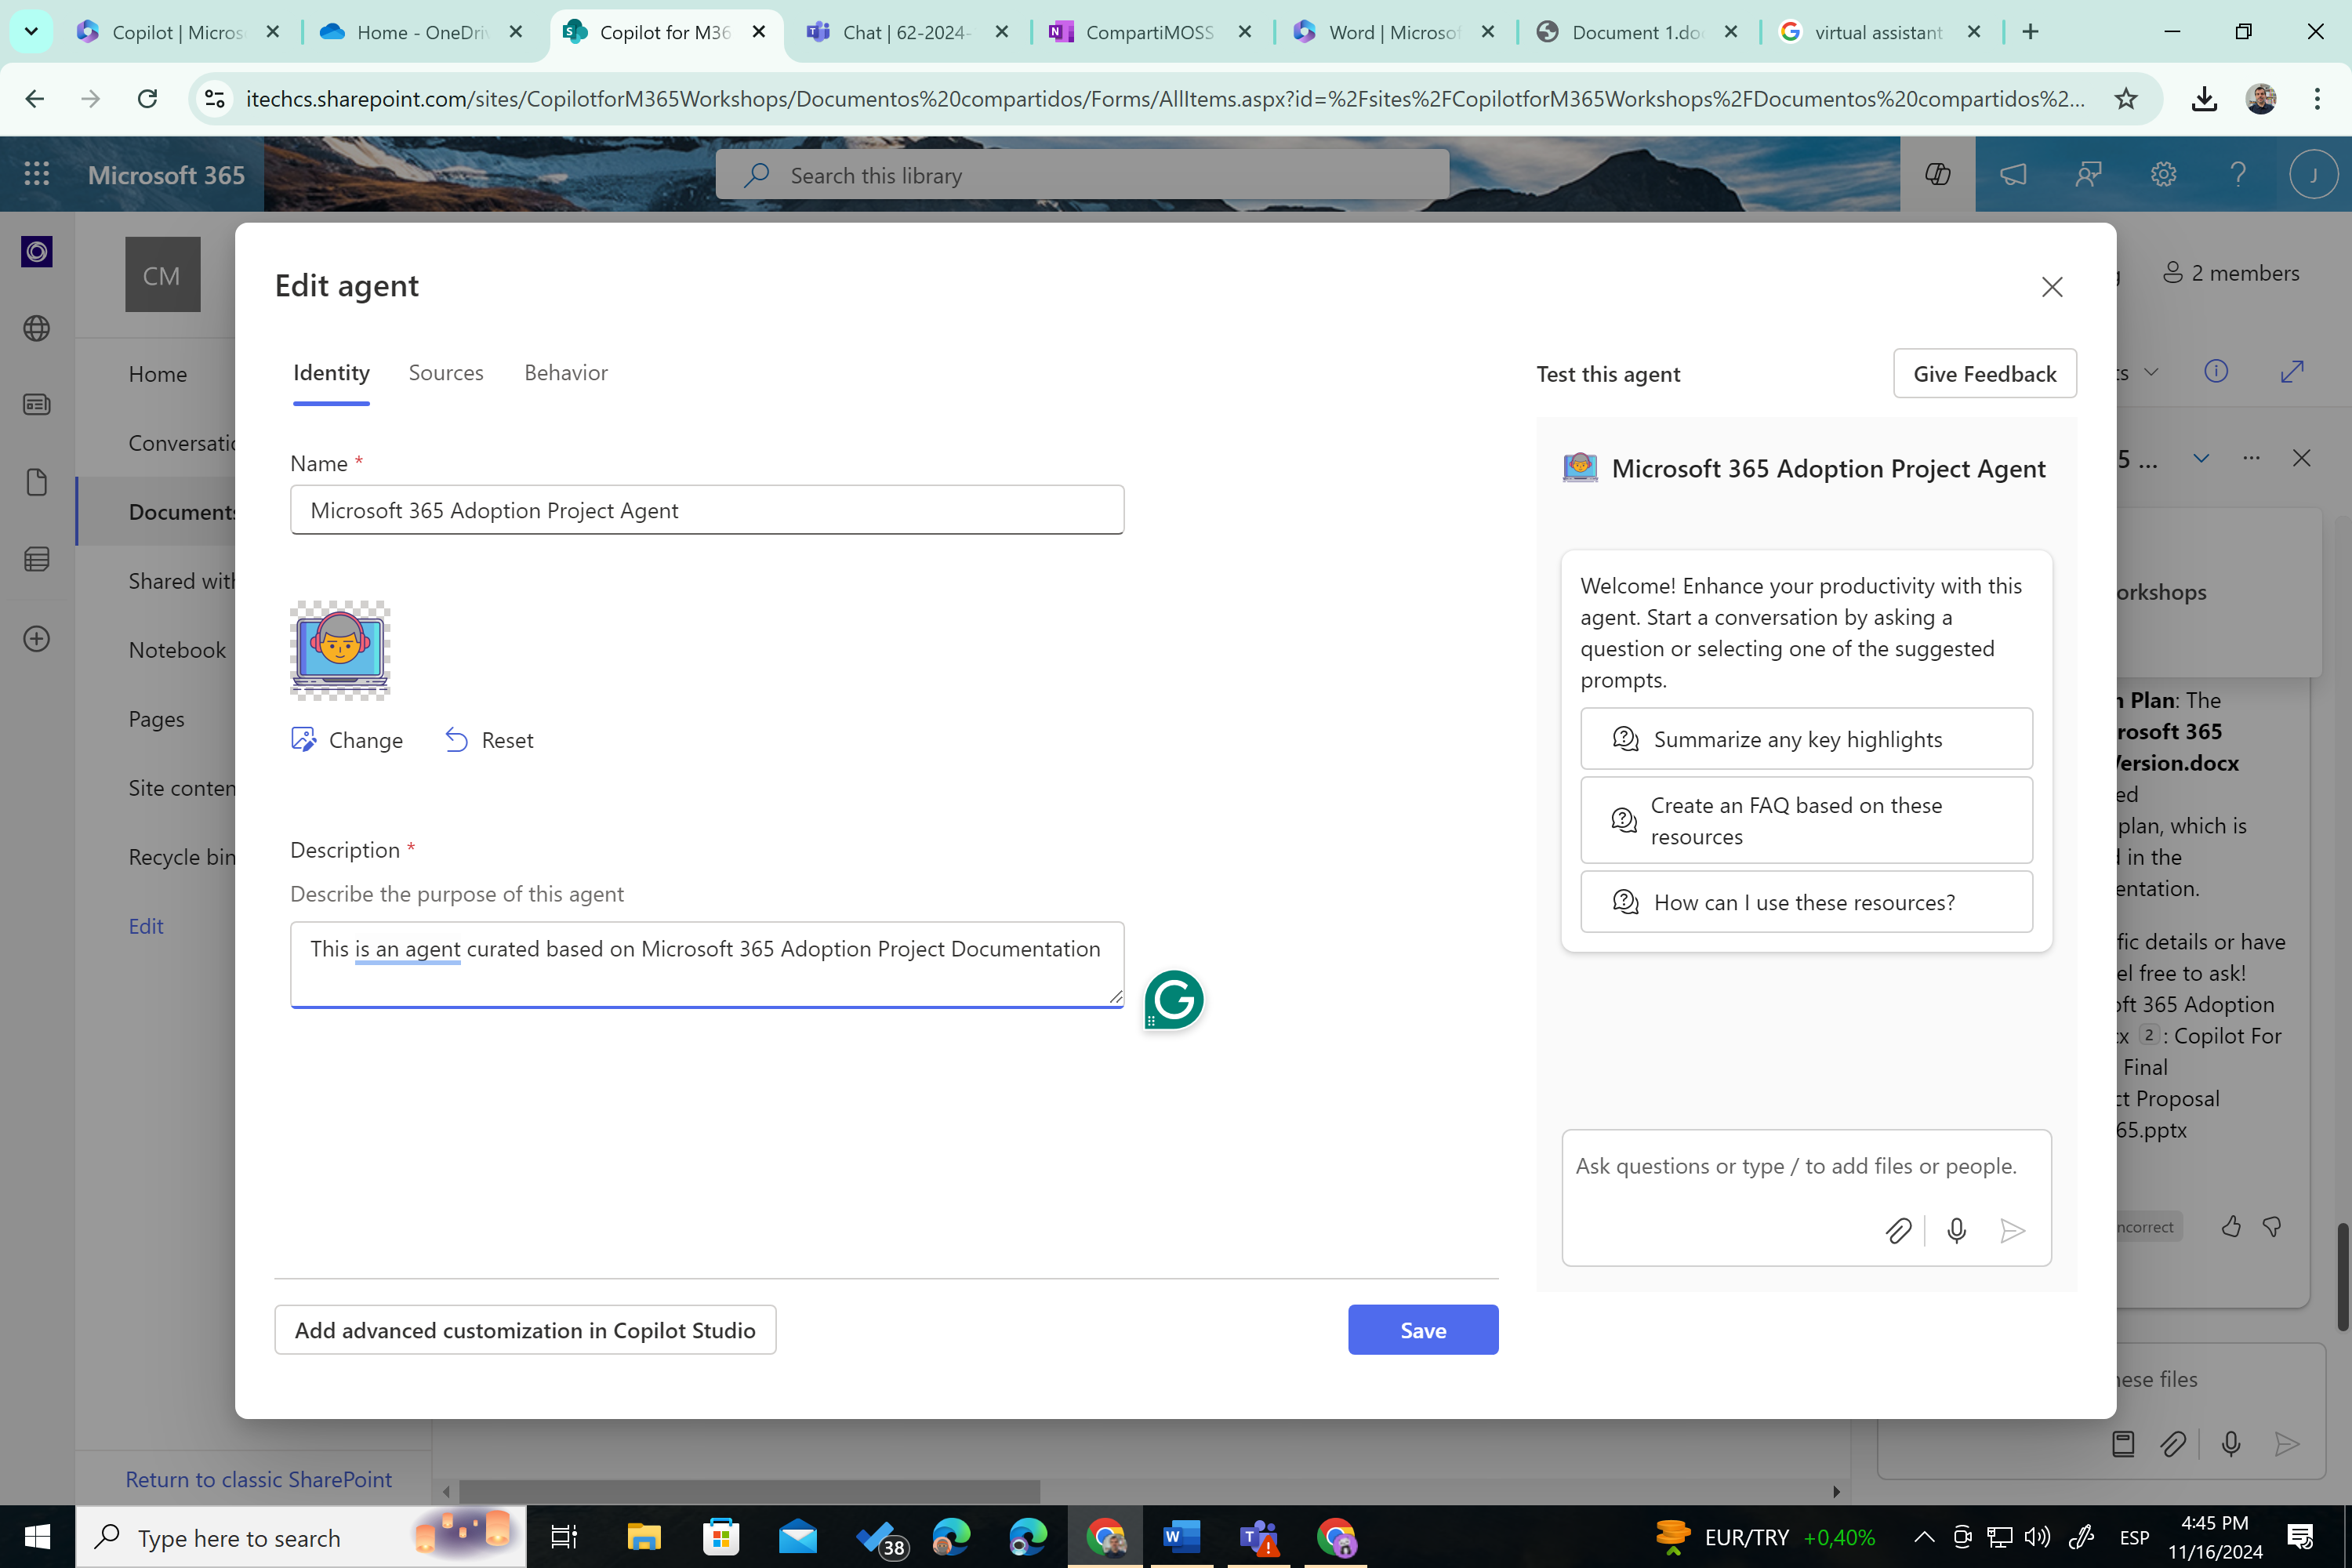 Copilot | Micros
Home - OneDriv
Copilot for M36
Chat | 62-2024-
CompartiMOSS
Word | Microsof
Document 1.doc
virtual assistant
itechcs.sharepoint.com/sites/CopilotforM365Workshops/Documentos%20compartidos/Forms/AllItems.aspx?id=%2Fsites%2FCopilotforM365Workshops%2FDocumentos%20compartidos%2...
Microsoft 365
Search this library
J
CM
2 members
Home
Conversatio
Documents
Shared with
Notebook
Pages
Site conten
Recycle bin
Edit
Return to classic SharePoint
Edit agent
Identity
Sources
Behavior
Name *
Microsoft 365 Adoption Project Agent
Change
Reset
Description *
Describe the purpose of this agent
This is an agent curated based on Microsoft 365 Adoption Project Documentation
Add advanced customization in Copilot Studio
Save
Test this agent
Give Feedback
Microsoft 365 Adoption Project Agent
Welcome! Enhance your productivity with this
agent. Start a conversation by asking a
question or selecting one of the suggested
prompts.
Summarize any key highlights
Create an FAQ based on these
resources
How can I use these resources?
Ask questions or type / to add files or people.
cs
5 ...
orkshops
n Plan: The
rosoft 365
Version.docx
ed
plan, which is
d in the
entation.
fic details or have
el free to ask!
oft 365 Adoption
cx 2 : Copilot For
Final
ct Proposal
65.pptx
ncorrect
hese files
Type here to search
38
EUR/TRY +0,40%
ESP
4:45 PM
11/16/2024